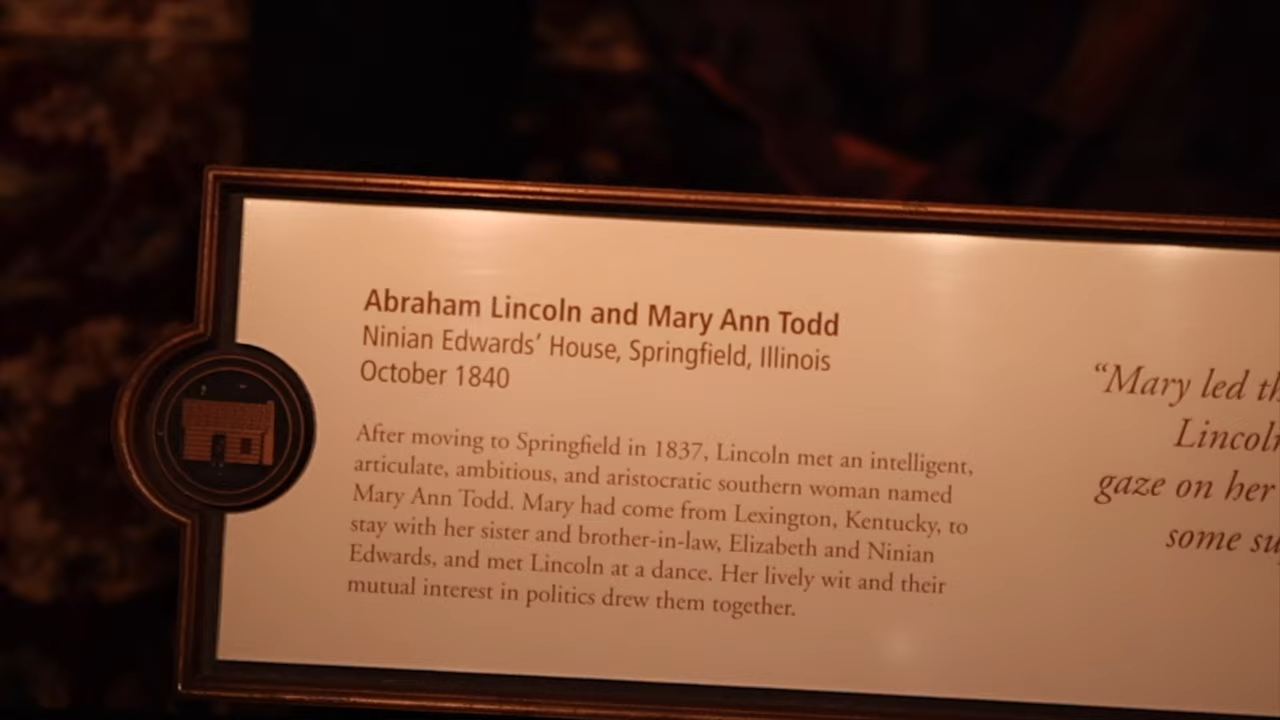 Abraham Lincoln and Mary Ann Todd
Ninian Edwards' House, Springfield, Illinois
October 1840
After moving to Springfield in 1837, Lincoln met an intelligent,
articulate, ambitious, and aristocratic southern woman named
Mary Ann Todd. Mary had come from Lexington, Kentucky, to
stay with her sister and brother-in-law, Elizabeth and Ninian
Edwards, and met Lincoln at a dance. Her lively wit and their
mutual interest in politics drew them together.
“Mary led
Lincoln
gaze on her
some